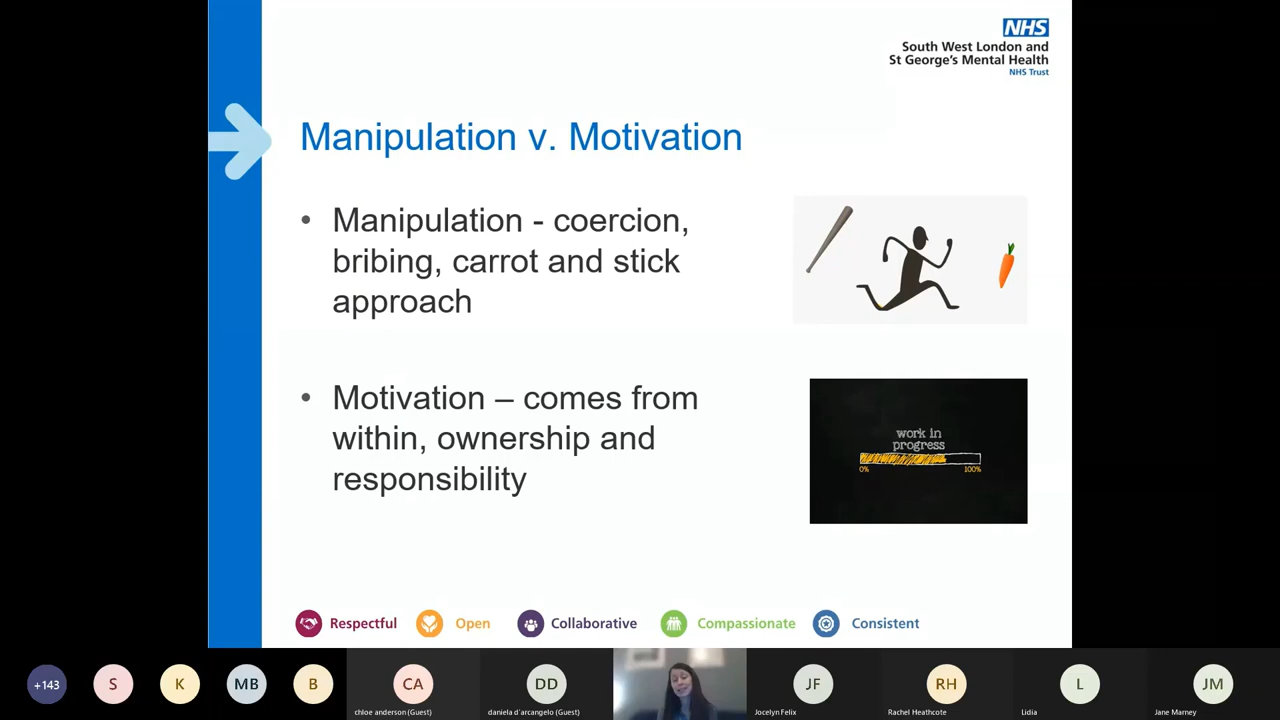 NHS
South West London and
St George's Mental Health
NHS Trust
Manipulation v. Motivation
• Manipulation - coercion,
bribing, carrot and stick
approach
• Motivation – comes from
within, ownership and
responsibility
work in
progress
0% 100%
Respectful Open Collaborative Compassionate Consistent
+143 S K MB B CA DD JF RH L JM
chloe anderson (Guest) daniela d'arcangelo (Guest) Jocelyn Felix Rachel Heathcote Lidia Jane Marney